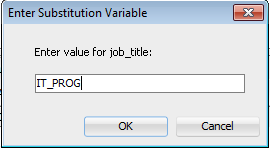 Enter Substitution Variable
Enter value for job_title:
IT_PROG
OK
Cancel